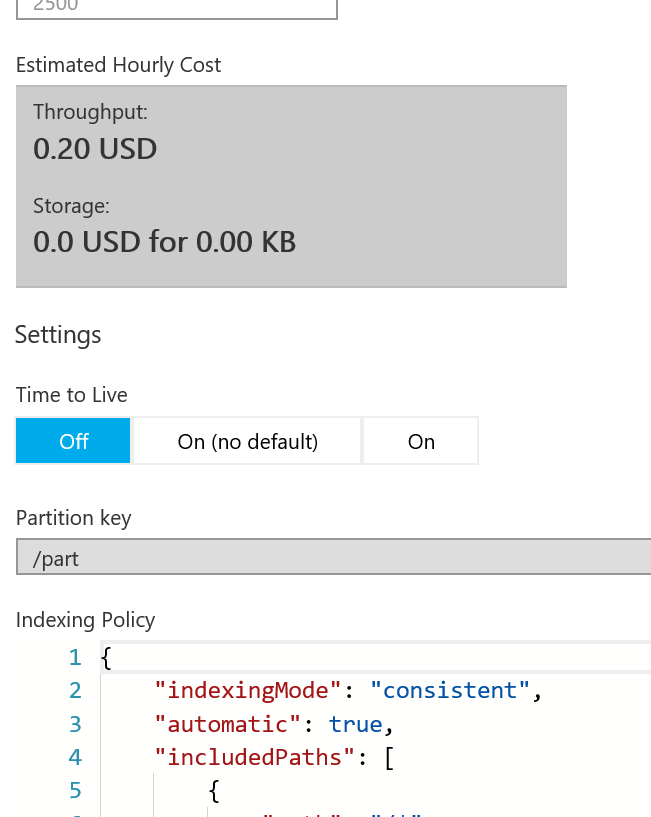 2500
Estimated Hourly Cost
Throughput:
0.20 USD
Storage:
0.0 USD for 0.00 KB
Settings
Time to Live
Off On (no default) On
Partition key
/part
Indexing Policy
1 {
2 "indexingMode": "consistent",
3 "automatic": true,
4 "includedPaths": [
5 {